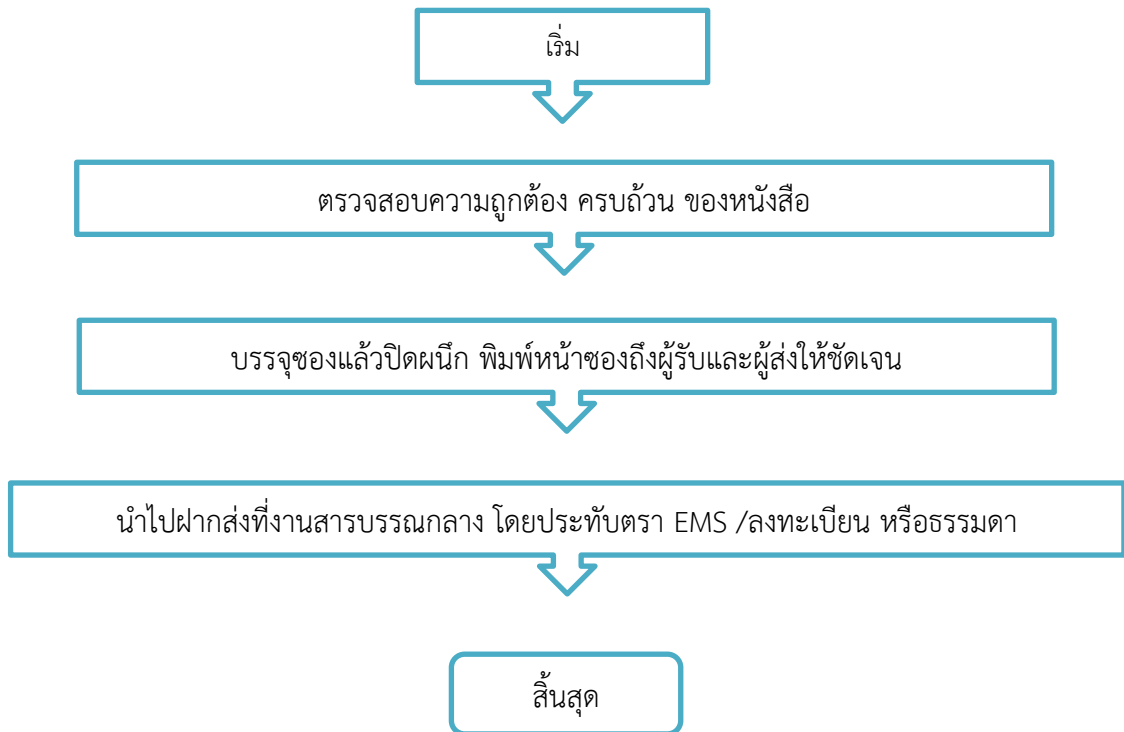 เริ่ม
ตรวจสอบความถูกต้อง ครบถ้วน ของหนังสือ
บรรจุซองแล้วปิดผนึก พิมพ์หน้าซองถึงผู้รับและผู้ส่งให้ชัดเจน
นำไปฝากส่งที่งานสารบรรณกลาง โดยประทับตรา EMS /ลงทะเบียน หรือธรรมดา
สิ้นสุด